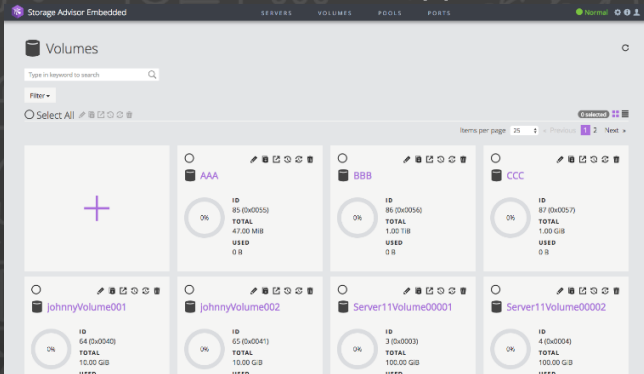 Storage Advisor Embedded
SERVERS VOLUMES POOLS PORTS
Normal
Volumes
Type in keyword to search
Filter
Select All
0 selected
Items per page 25 « Previous 1 2 Next »
AAA
ID
85 (0x0055)
TOTAL
47.00 MiB
USED
0 B
0%
BBB
ID
86 (0x0056)
TOTAL
1.00 TiB
USED
0 B
0%
CCC
ID
87 (0x0057)
TOTAL
1.00 GiB
USED
0 B
0%
JohnnyVolume001
ID
64 (0x0040)
TOTAL
10.00 GiB
USED
0%
JohnnyVolume002
ID
65 (0x0041)
TOTAL
10.00 GiB
USED
0%
Server11Volume00001
ID
3 (0x0003)
TOTAL
100.00 GiB
USED
0%
Server11Volume00002
ID
4 (0x0004)
TOTAL
100.00 GiB
USED
0%